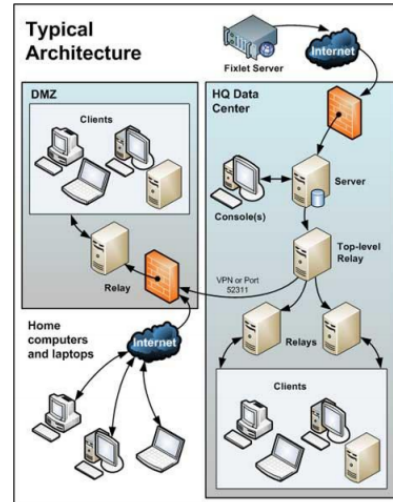 Typical
Architecture
Fixlet Server
Internet
DMZ
Clients
Relay
HQ Data
Center
Server
Console(s)
Top-level
Relay
VPN or Port
52311
Relays
Clients
Home
computers
and laptops
Internet